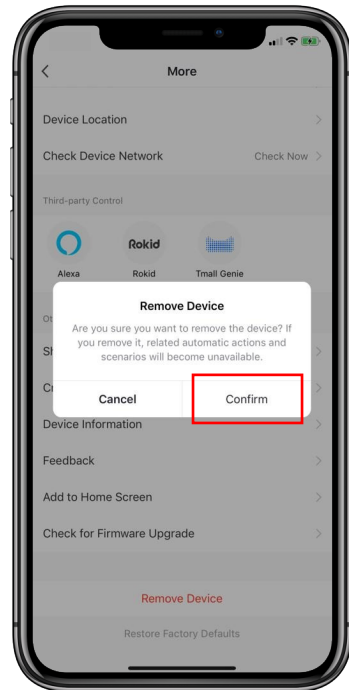 More
Device Location
Check Device Network Check Now
Third-party Control
Rokid
Alexa Rokid Tmall Genie
Remove Device
Are you sure you want to remove the device? If
you remove it, related automatic actions and
scenarios will become unavailable.
Cancel Confirm
Device Information
Feedback
Add to Home Screen
Check for Firmware Upgrade
Remove Device
Restore Factory Defaults